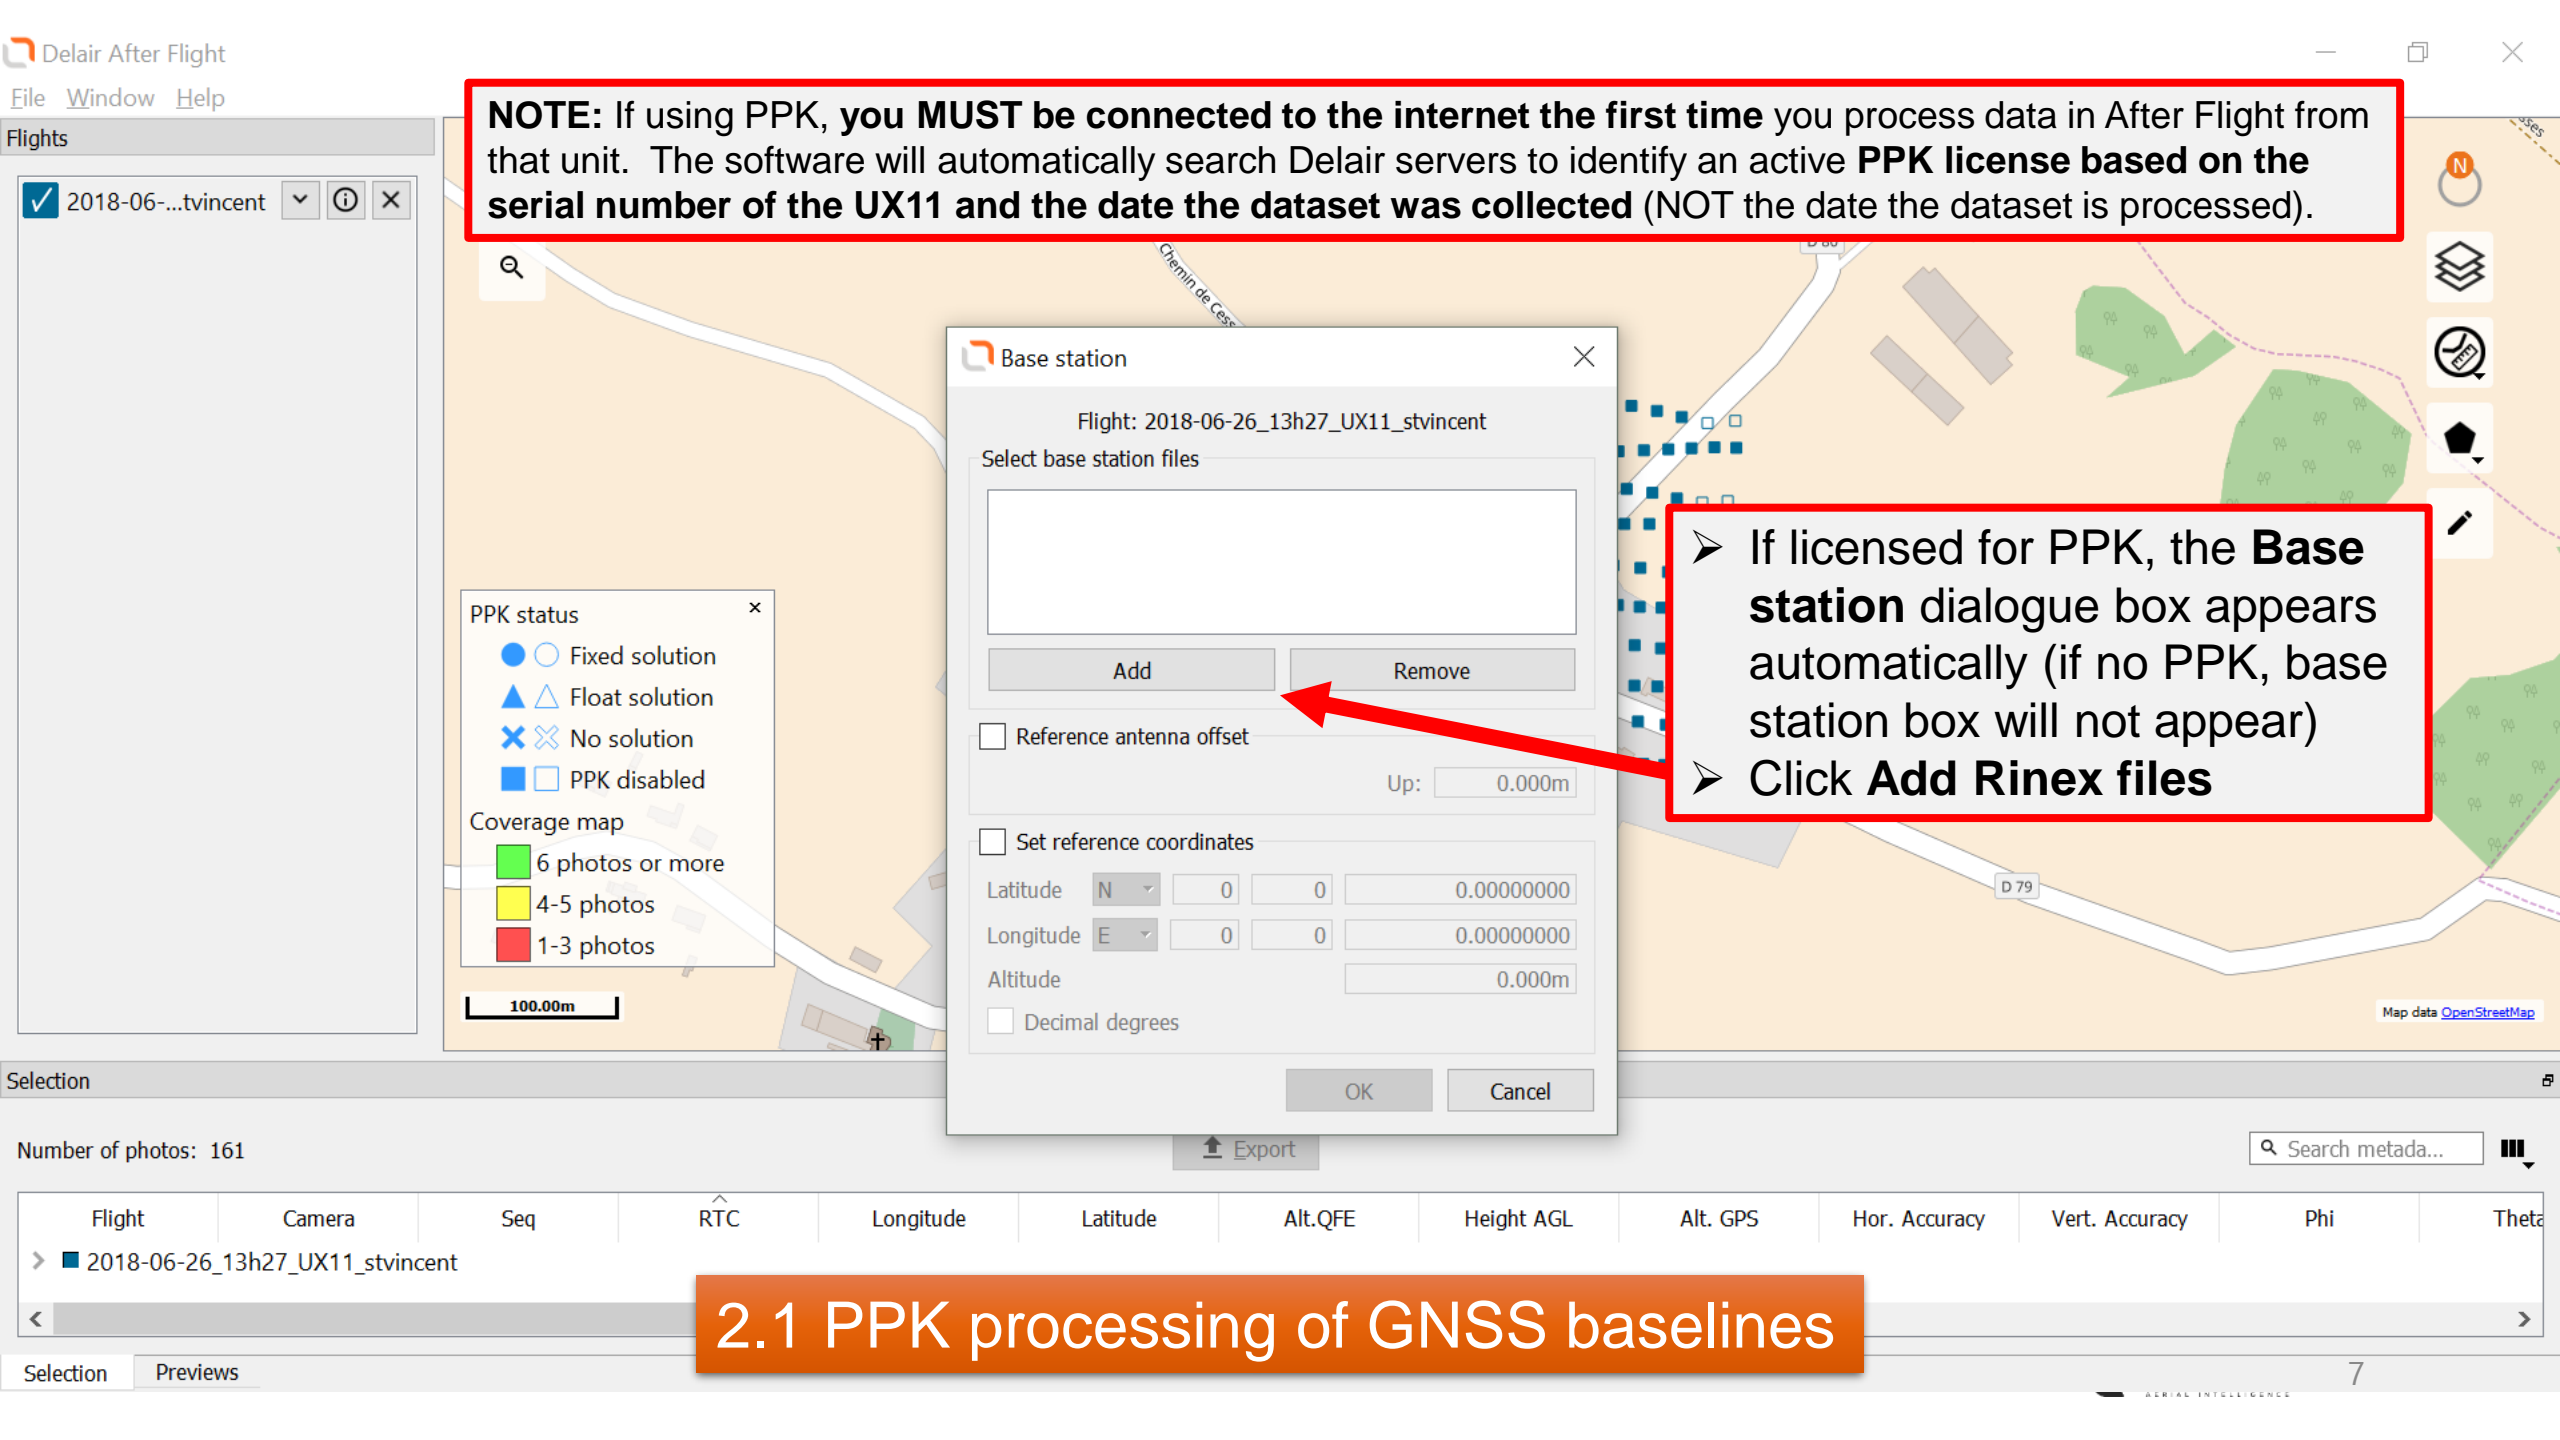 Delair After Flight
File Window Help
Flights
NOTE: If using PPK, you MUST be connected to the internet the first time you process data in After Flight from
that unit. The software will automatically search Delair servers to identify an active PPK license based on the
serial number of the UX11 and the date the dataset was collected (NOT the date the dataset is processed).
2018-06-...tvincent
N
Chemin de Cess
Base station
Flight: 2018-06-26_13h27_UX11_stvincent
Select base station files
Add Remove
Reference antenna offset
Up: 0.000m
Set reference coordinates
Latitude N 0 0 0.00000000
Longitude E 0 0 0.00000000
Altitude 0.000m
Decimal degrees
OK Cancel
➢ If licensed for PPK, the Base
station dialogue box appears
automatically (if no PPK, base
station box will not appear)
➢ Click Add Rinex files
PPK status
Fixed solution
Float solution
No solution
PPK disabled
Coverage map
6 photos or more
4-5 photos
1-3 photos
100.00m
D 79
Map data OpenStreetMap
Selection
Number of photos: 161
Export
Search metada...
Flight Camera Seq RTC Longitude Latitude Alt.QFE Height AGL Alt. GPS Hor. Accuracy Vert. Accuracy Phi Theta
2018-06-26_13h27_UX11_stvincent
2.1 PPK processing of GNSS baselines
Selection Previews
7
AERIAL INTELLIGENCE